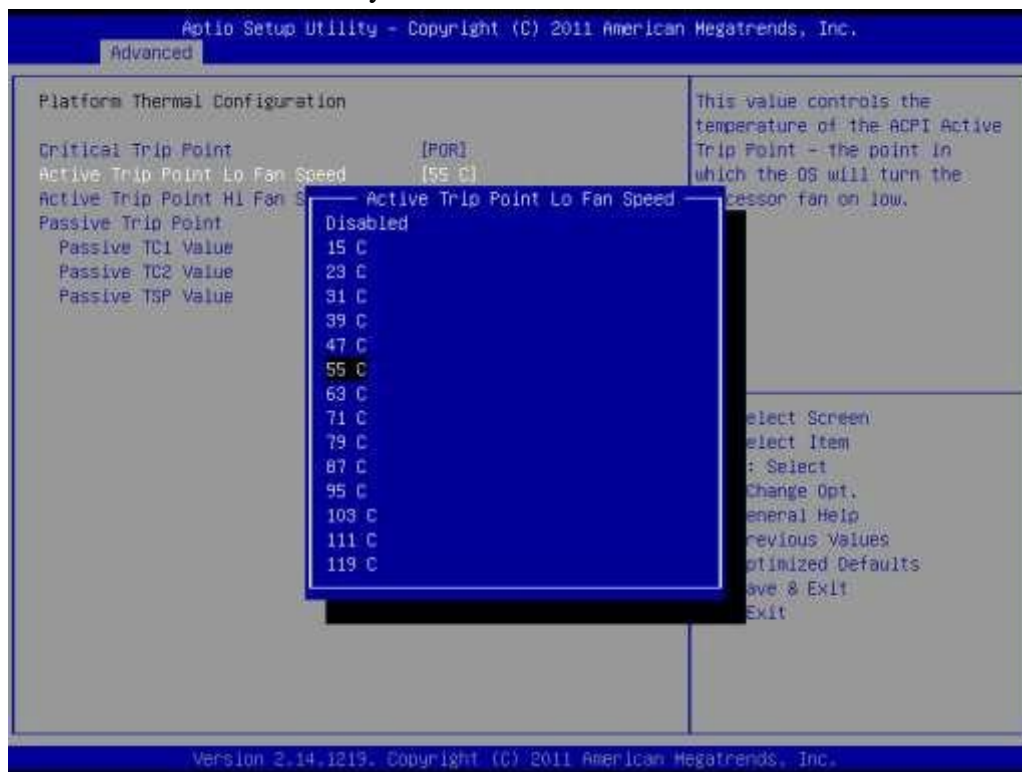 Aptio Setup Utility - Copyright (C) 2011 American Megatrends, Inc.
Advanced
Platform Thermal Configuration
Critical Trip Point [POR]
Active Trip Point Lo Fan Speed [55 C]
Active Trip Point Hi Fan S
Passive Trip Point
Passive TC1 Value
Passive TC2 Value
Passive TSP Value
Active Trip Point Lo Fan Speed
Disabled
15 C
23 C
31 C
39 C
47 C
55 C
63 C
71 C
79 C
87 C
95 C
103 C
111 C
119 C
This value controls the
temperature of the ACPI Active
Trip Point - the point in
which the OS will turn the
cessor fan on low.
elect Screen
elect Item
: Select
Change Opt.
eneral Help
revious Values
ptimized Defaults
ave & Exit
Exit
Version 2.14.1219. Copyright (C) 2011 American Megatrends, Inc.